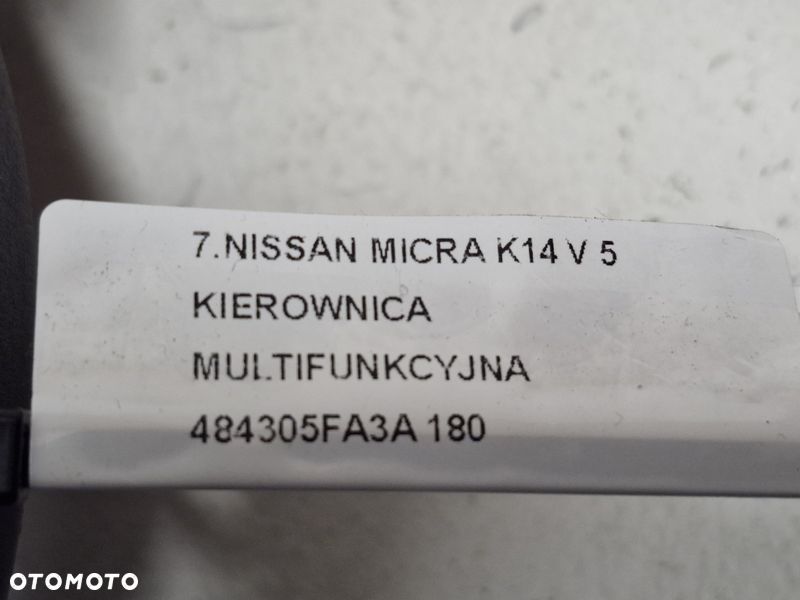 7.NISSAN MICRA K14 V 5
KIEROWNICA
MULTIFUNKCYJNA
484305FA3A 180
OTOMOTO